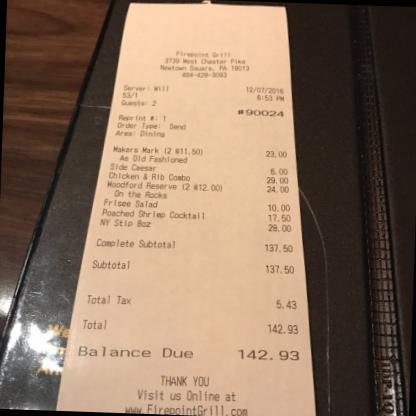 Firepoint Grill
3739 West Chester Pike
Newtown Square, PA 19013
484-420-3093
Server: Will 12/07/2016
53/1 6:53 PM
Guests: 2
#90024
Reprint #: 1
Order Type: Send
Area: Dining
Makers Mark (2 @11.50) 23.00
As Old Fashioned
Side Caesar 6.00
Chicken & Rib Combo 29.00
Woodford Reserve (2 @12.00) 24.00
On the Rocks
Frisee Salad 10.00
Poached Shrimp Cocktail 17.50
NY Stip 8oz 28.00
Complete Subtotal 137.50
Subtotal 137.50
Total Tax 5.43
Total 142.93
Balance Due 142.93
THANK YOU
Visit us Online at
www.FirepointGrill.com